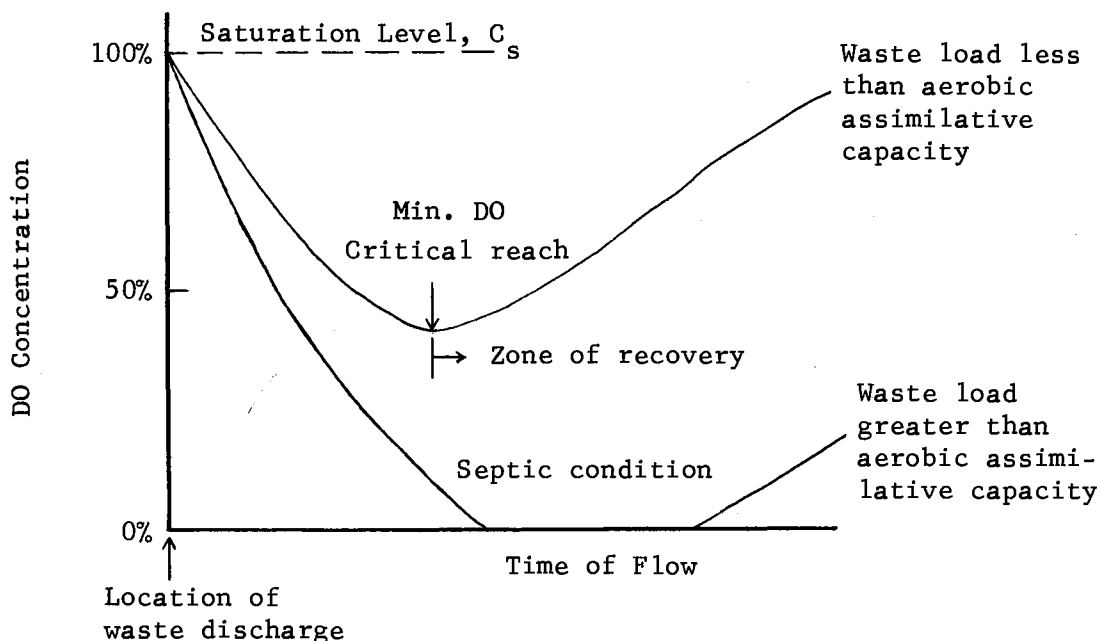 Saturation Level, Cs
100%
Waste load less
than aerobic
assimilative
capacity
DO Concentration
Min. DO
Critical reach
50%
Zone of recovery
Waste load
greater than
aerobic assimi-
lative capacity
Septic condition
0%
Time of Flow
Location of
waste discharge